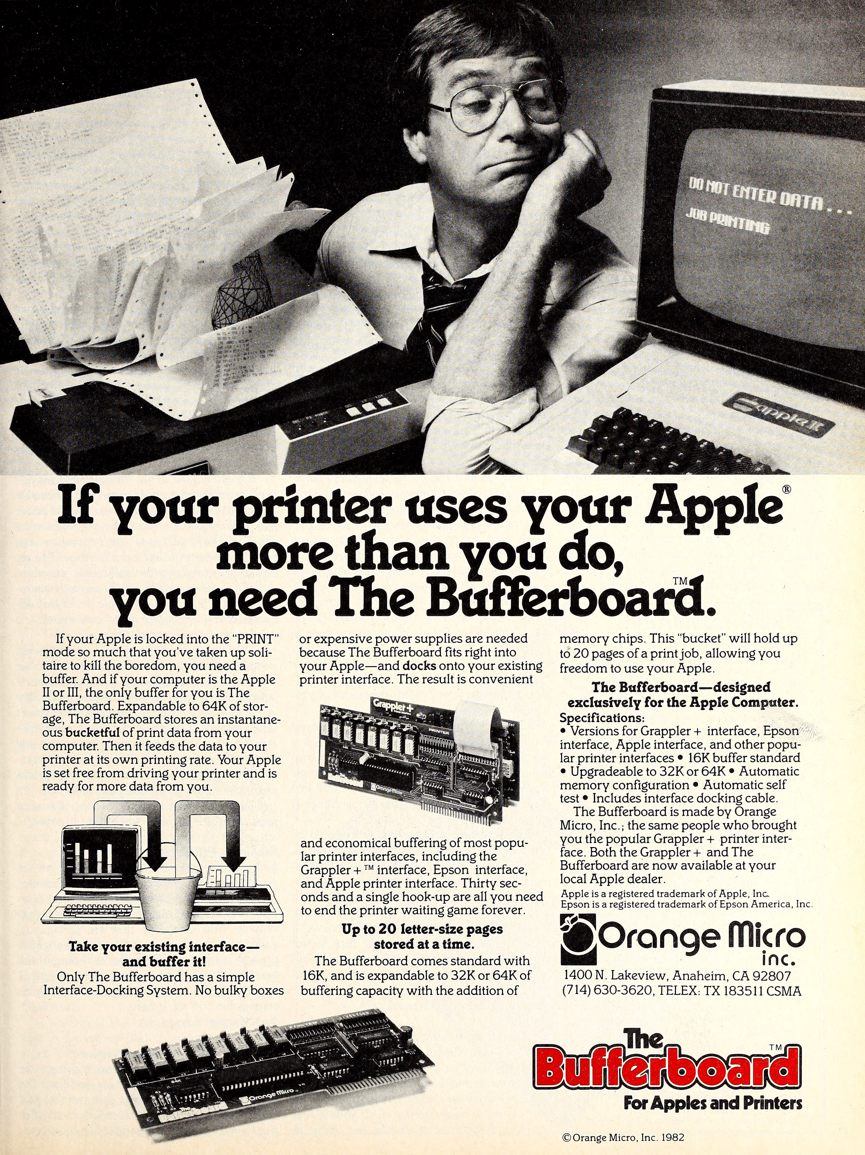 DO NOT ENTER DATA...
JOB PRINTING
apple II
If your printer uses your Apple®
more than you do,
you need The Bufferboard.™
If your Apple is locked into the "PRINT"
mode so much that you've taken up soli-
taire to kill the boredom, you need a
buffer. And if your computer is the Apple
II or III, the only buffer for you is The
Bufferboard. Expandable to 64K of stor-
age, The Bufferboard stores an instantane-
ous bucketful of print data from your
computer. Then it feeds the data to your
printer at its own printing rate. Your Apple
is set free from driving your printer and is
ready for more data from you.
Take your existing interface—
and buffer it!
Only The Bufferboard has a simple
Interface-Docking System. No bulky boxes
or expensive power supplies are needed
because The Bufferboard fits right into
your Apple—and docks onto your existing
printer interface. The result is convenient
Grappler +
PRINTER
Orange Micro
and economical buffering of most popu-
lar printer interfaces, including the
Grappler +™ interface, Epson interface,
and Apple printer interface. Thirty sec-
onds and a single hook-up are all you need
to end the printer waiting game forever.
Up to 20 letter-size pages
stored at a time.
The Bufferboard comes standard with
16K, and is expandable to 32K or 64K of
buffering capacity with the addition of
memory chips. This "bucket" will hold up
to 20 pages of a print job, allowing you
freedom to use your Apple.
The Bufferboard—designed
exclusively for the Apple Computer.
Specifications:
• Versions for Grappler + interface, Epson
interface, Apple interface, and other popu-
lar printer interfaces • 16K buffer standard
• Upgradeable to 32K or 64K • Automatic
memory configuration • Automatic self
test • Includes interface docking cable.
The Bufferboard is made by Orange
Micro, Inc.; the same people who brought
you the popular Grappler + printer inter-
face. Both the Grappler + and The
Bufferboard are now available at your
local Apple dealer.
Apple is a registered trademark of Apple, Inc.
Epson is a registered trademark of Epson America, Inc.
Orange Micro
inc.
1400 N. Lakeview, Anaheim, CA 92807
(714) 630-3620, TELEX: TX 183511 CSMA
Orange Micro
The
Bufferboard™
For Apples and Printers
© Orange Micro, Inc. 1982